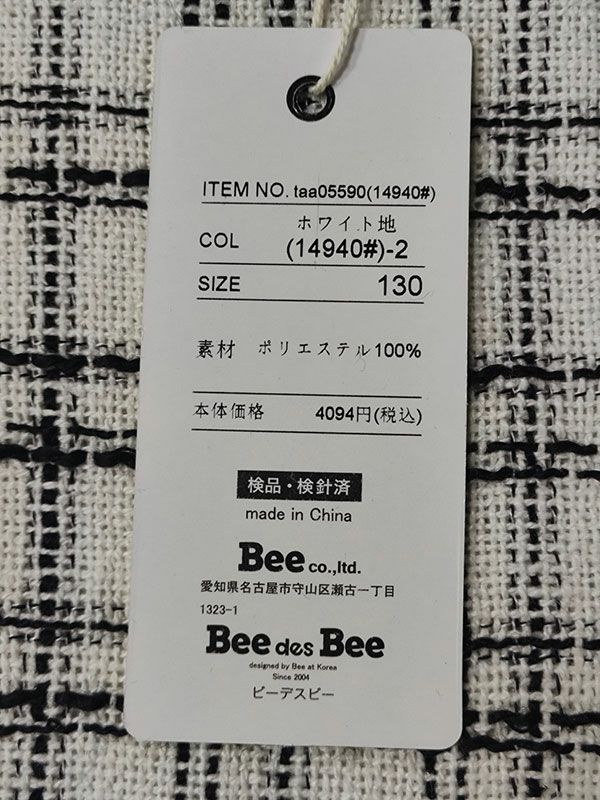 ITEM NO. taa05590(14940#)
ホワイト地
COL (14940#)-2
SIZE 130
素材 ポリエステル100%
本体価格 4094円(税込)
検品・検針済
made in China
Bee co.,ltd.
愛知県名古屋市守山区瀬古一丁目
1323-1
Bee des Bee
designed by Bee at Korea
Since 2004
ビーデスビー